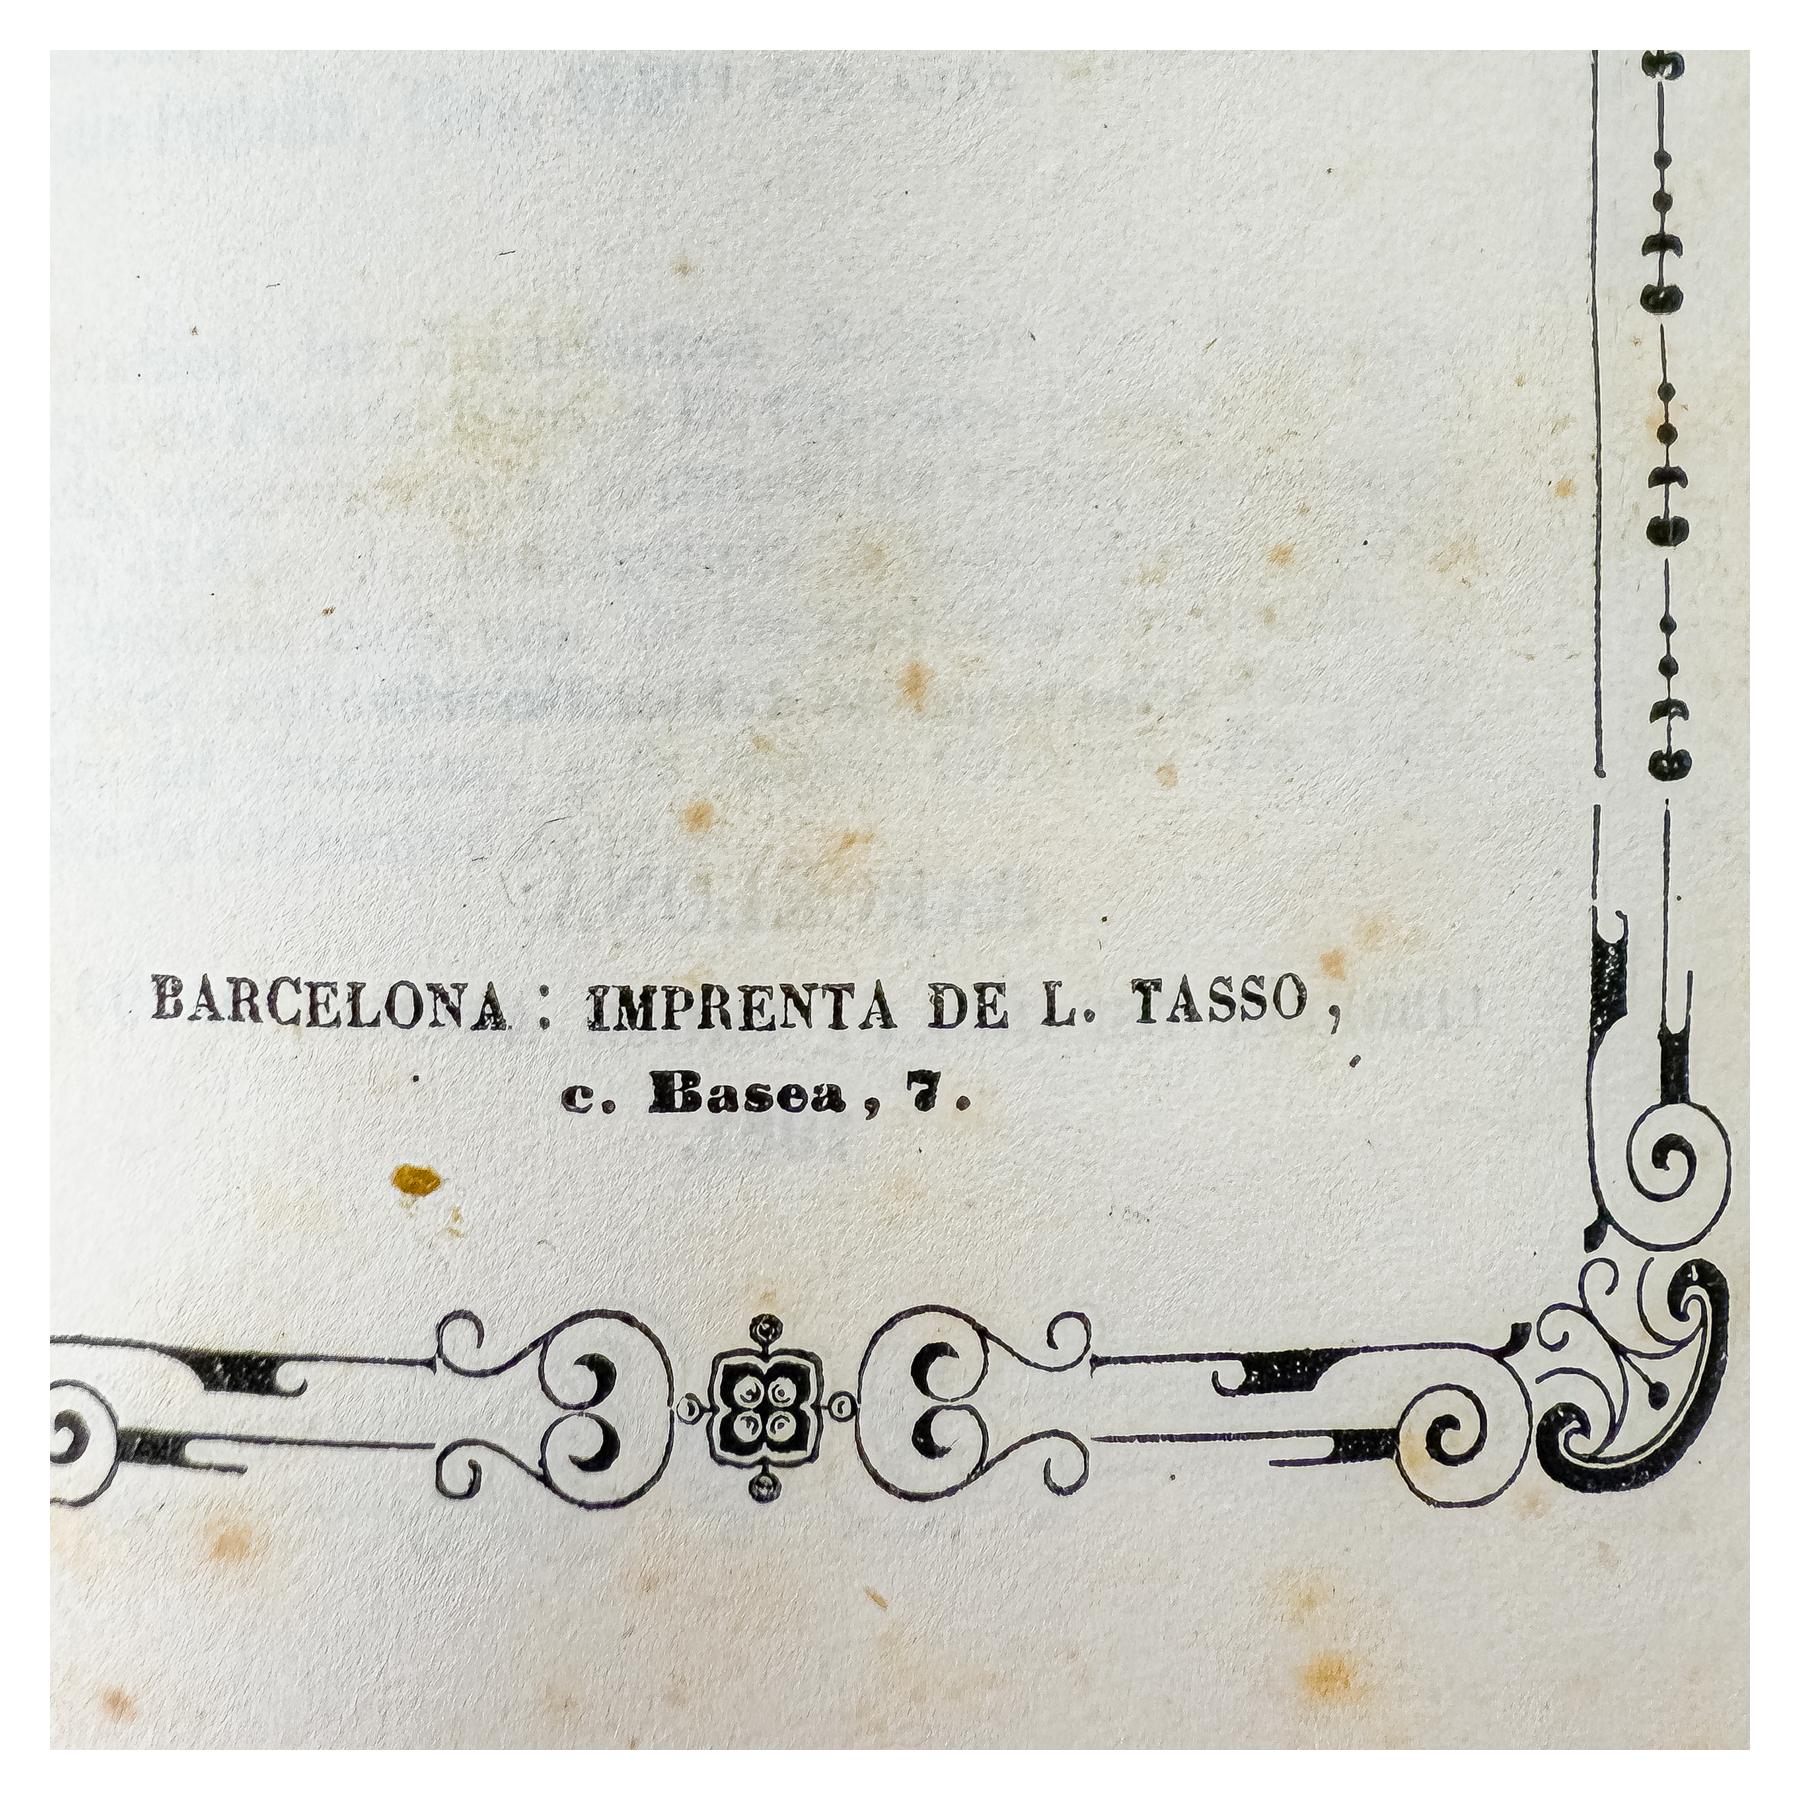 BARCELONA : IMPRENTA DE L. TASSO,
c. Basea, 7.